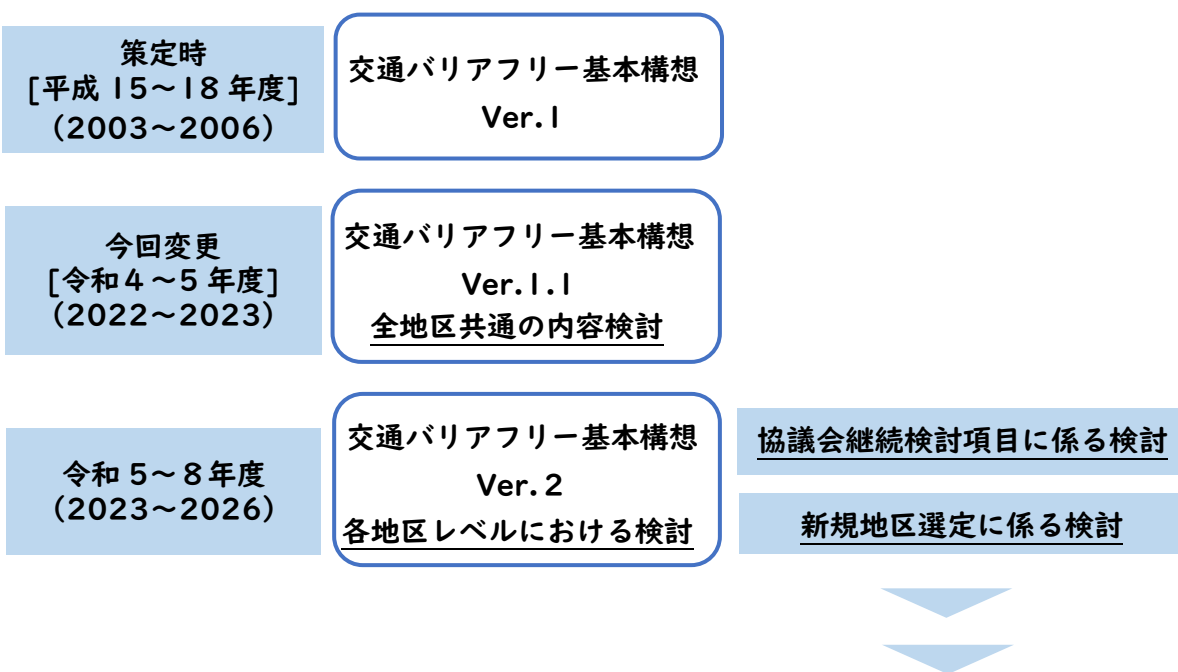 策定時
[平成 15～18 年度]
（2003～2006）
交通バリアフリー基本構想
Ver.1
今回変更
[令和４～5 年度]
（2022～2023）
交通バリアフリー基本構想
Ver.1.1
全地区共通の内容検討
令和 5～８年度
（2023～2026）
交通バリアフリー基本構想
Ver.２
各地区レベルにおける検討
協議会継続検討項目に係る検討
新規地区選定に係る検討